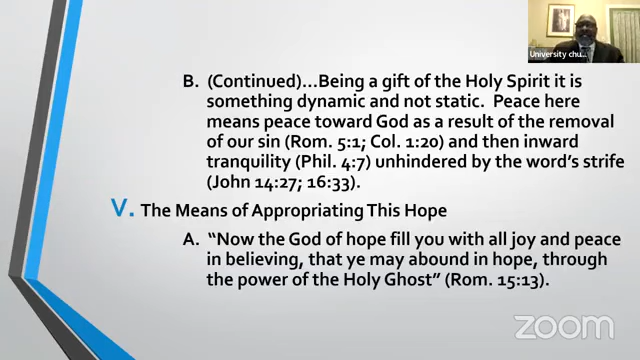 University chu...
B. (Continued)...Being a gift of the Holy Spirit it is
something dynamic and not static. Peace here
means peace toward God as a result of the removal
of our sin (Rom. 5:1; Col. 1:20) and then inward
tranquility (Phil. 4:7) unhindered by the word's strife
(John 14:27; 16:33).
V. The Means of Appropriating This Hope
A. “Now the God of hope fill you with all joy and peace
in believing, that ye may abound in hope, through
the power of the Holy Ghost” (Rom. 15:13).
zoom